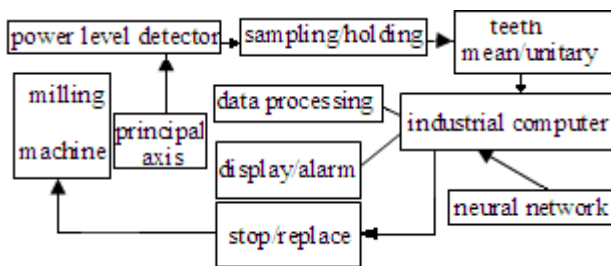 power level detector
sampling/holding
teeth
mean/unitary
milling
machine
principal
axis
data processing
industrial computer
display/alarm
neural network
stop/replace